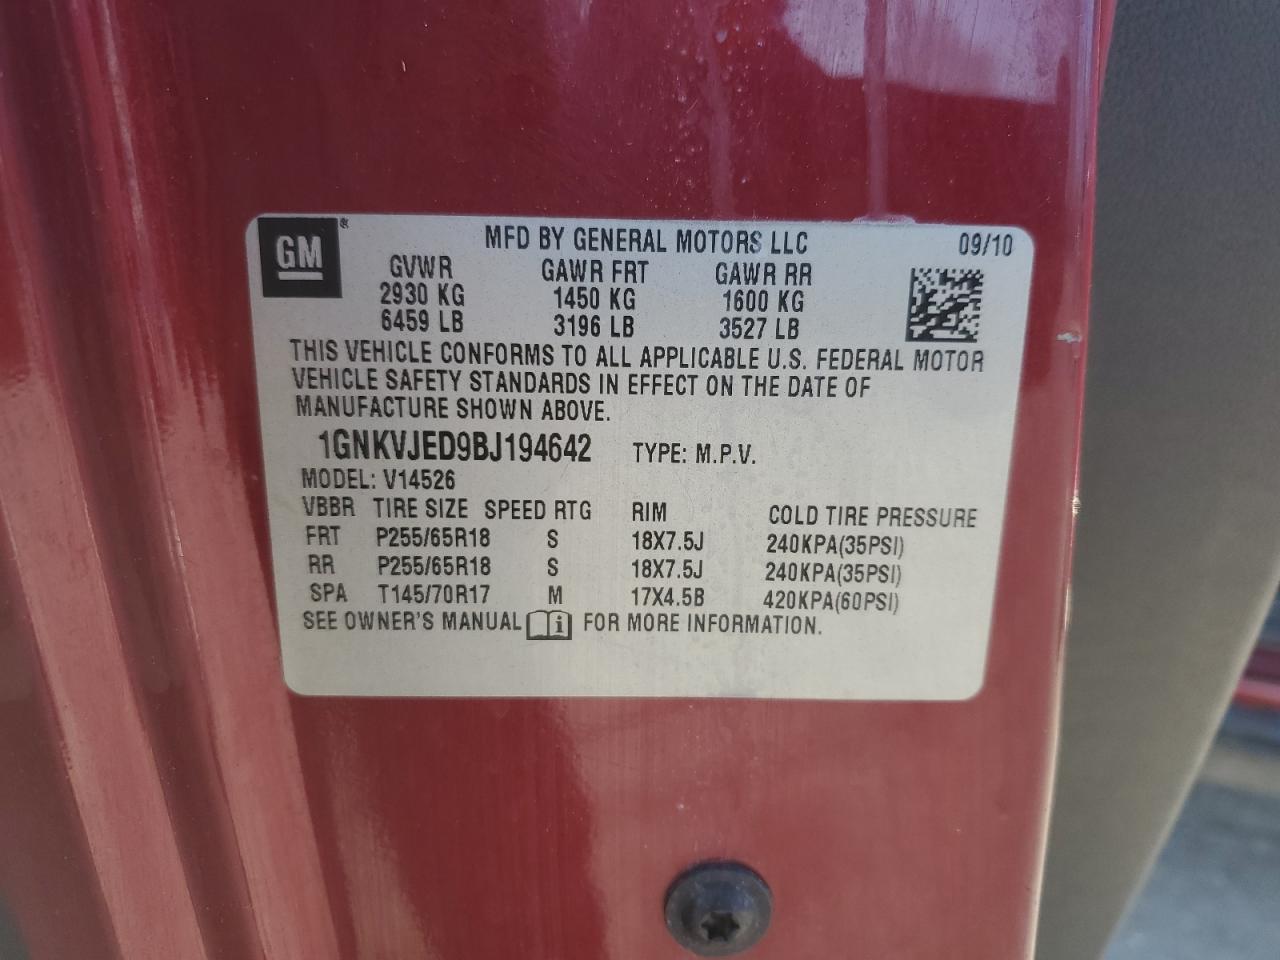 GM®
MFD BY GENERAL MOTORS LLC 09/10
GVWR GAWR FRT GAWR RR
2930 KG 1450 KG 1600 KG
6459 LB 3196 LB 3527 LB
THIS VEHICLE CONFORMS TO ALL APPLICABLE U.S. FEDERAL MOTOR
VEHICLE SAFETY STANDARDS IN EFFECT ON THE DATE OF
MANUFACTURE SHOWN ABOVE.
1GNKVJED9BJ194642 TYPE: M.P.V.
MODEL: V14526
VBBR TIRE SIZE SPEED RTG RIM COLD TIRE PRESSURE
FRT P255/65R18 S 18X7.5J 240KPA(35PSI)
RR P255/65R18 S 18X7.5J 240KPA(35PSI)
SPA T145/70R17 M 17X4.5B 420KPA(60PSI)
SEE OWNER'S MANUAL i FOR MORE INFORMATION.